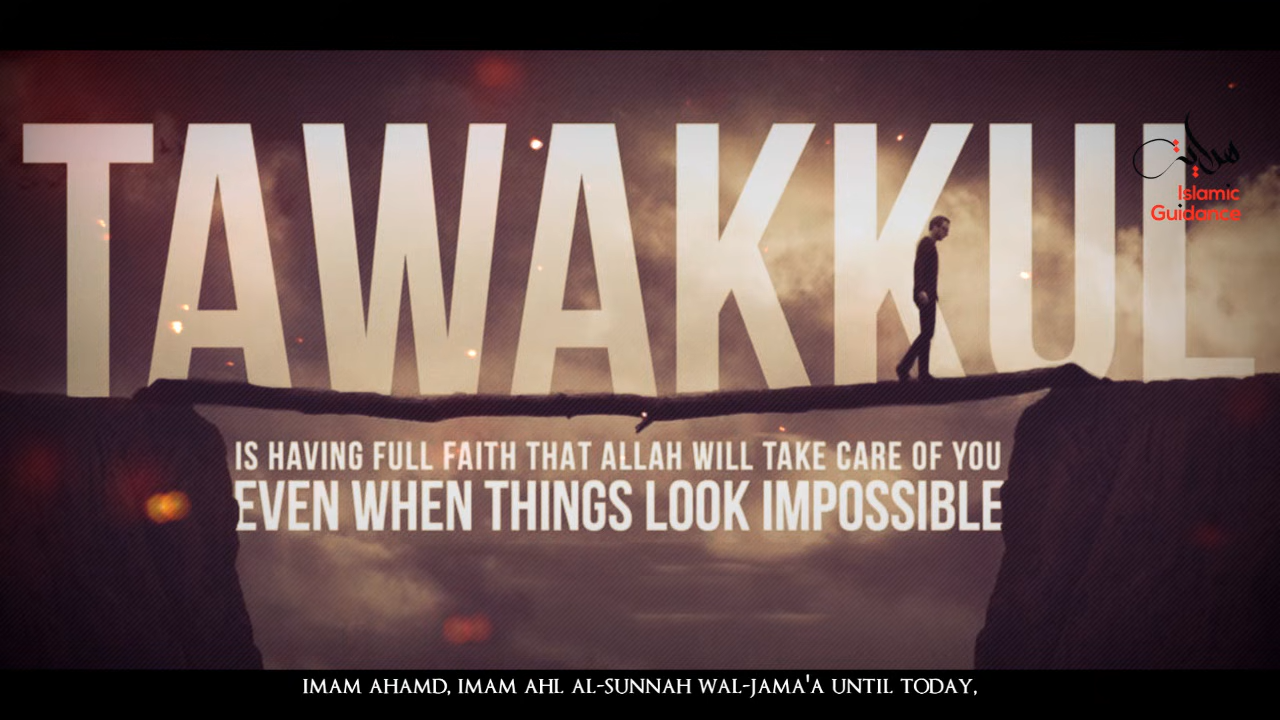 TAWAKKUL
هداية
Islamic
Guidance
IS HAVING FULL FAITH THAT ALLAH WILL TAKE CARE OF YOU
EVEN WHEN THINGS LOOK IMPOSSIBLE
IMAM AHAMD, IMAM AHL AL-SUNNAH WAL-JAMA'A UNTIL TODAY,